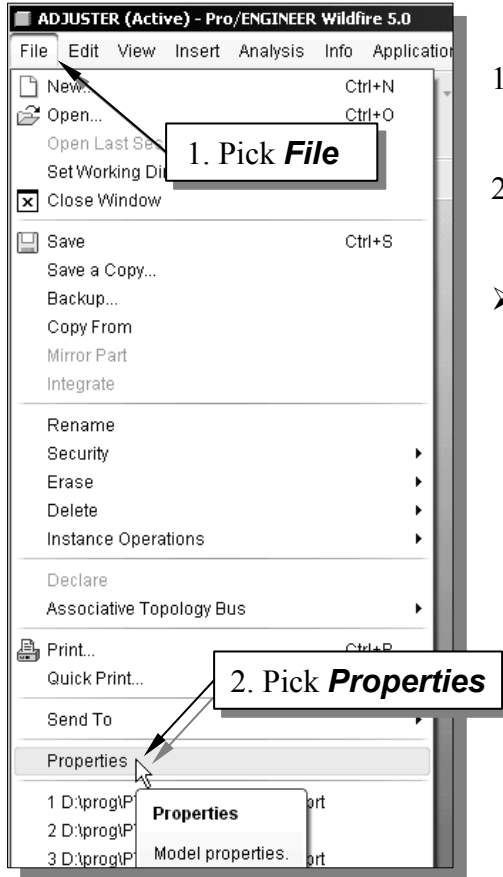 ADJUSTER (Active) - Pro/ENGINEER Wildfire 5.0
File Edit View Insert Analysis Info
New... Ctrl+N
Open... Ctrl+O
Open Last
1. Pick File
Set Working
Close Window
Save Ctrl+S
Save a Copy...
Backup...
Copy From
Mirror Part
Integrate
Rename
Security
Erase
Delete
Instance Operations
Declare
Associative Topology Bus
Print... Ctrl+P
Quick Print...
2. Pick Properties
Send To
Properties
1 D:\prog\P
Properties
2 D:\prog\P
Model properties.
3 D:\prog\P
1
2